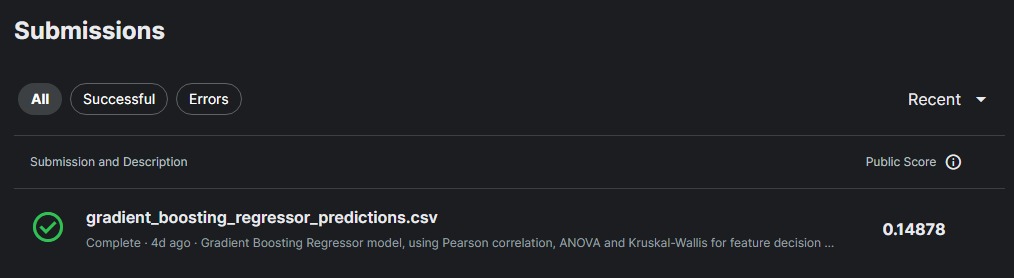 Submissions
All Successful Errors Recent
Submission and Description Public Score
gradient_boosting_regressor_predictions.csv
0.14878
Complete · 4d ago · Gradient Boosting Regressor model, using Pearson correlation, ANOVA and Kruskal-Wallis for feature decision ...